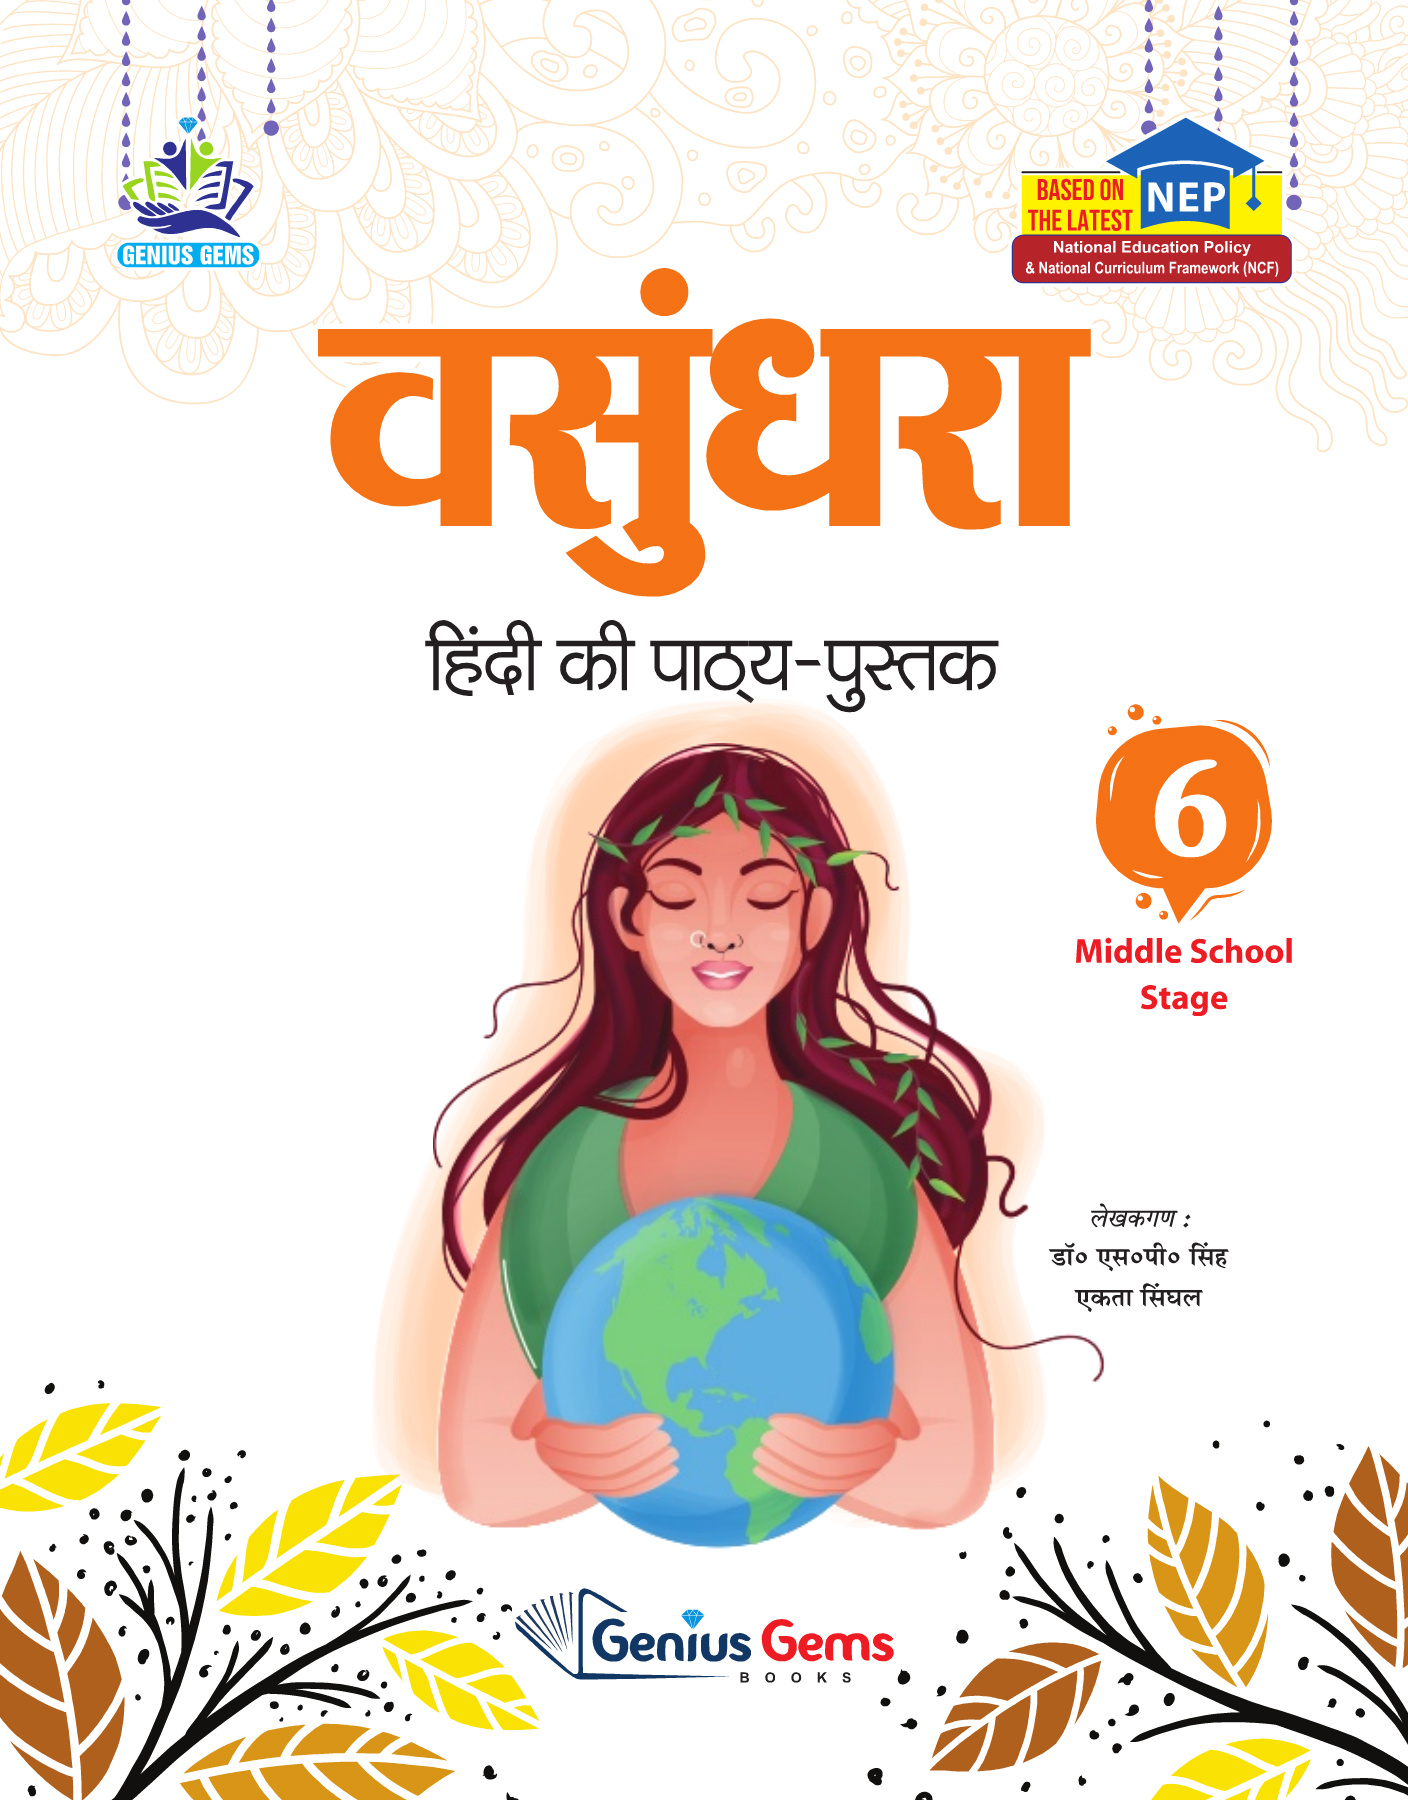 GENIUS GEMS
BASED ON
THE LATEST
NEP
National Education Policy
& National Curriculum Framework (NCF)
वसुंधरा
हिंदी की पाठ्य-पुस्तक
6
Middle School
Stage
लेखकगण :
डॉ० एस०पी० सिंह
एकता सिंघल
Genius Gems
BOOKS